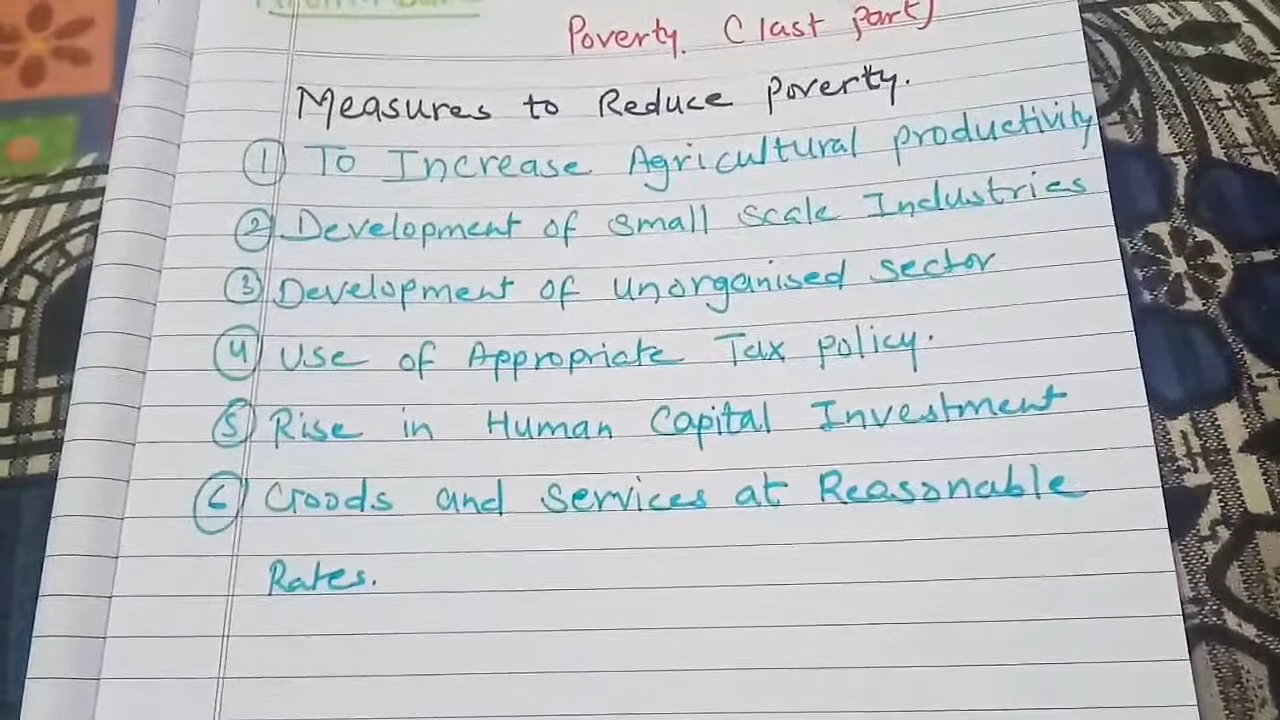 Poverty. (last part)
Measures to Reduce poverty.
① To Increase Agricultural productivity
② Development of small scale Industries
③ Development of Unorganised sector
④ Use of Appropriate Tax policy.
⑤ Rise in Human Capital Investment
⑥ Goods and services at Reasonable
Rates.